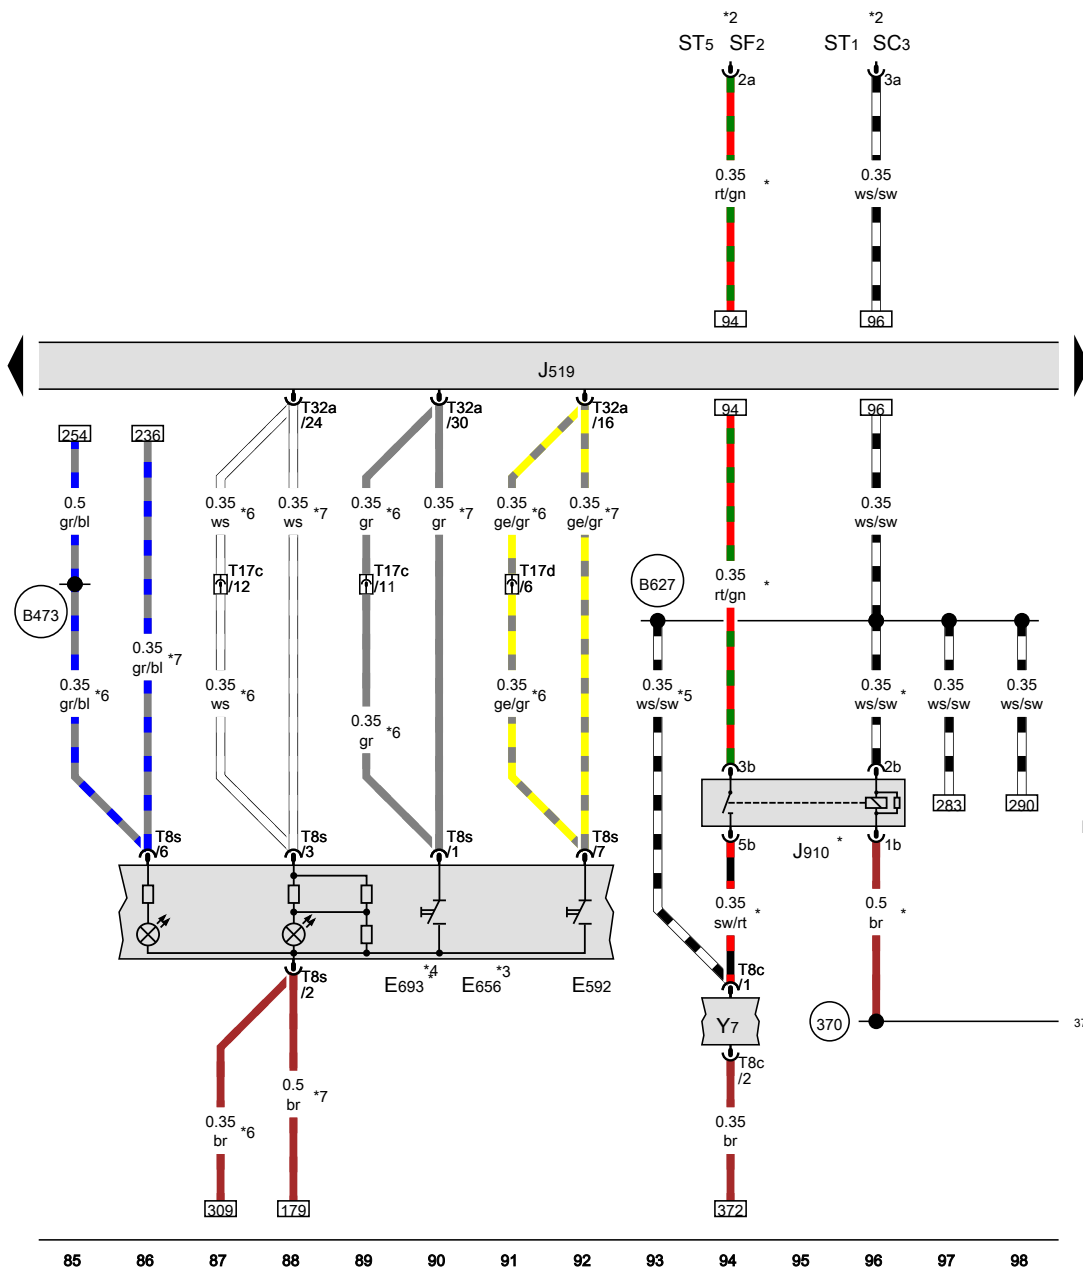 *2 *2
ST5 SF2 ST1 SC3
2a 3a
0.35 0.35
rt/gn * ws/sw
94 96
J519
T32a T32a T32a 94 96
/24 /30 /16
254 236
0.5 0.35 *6 0.35 *7 0.35 *6 0.35 *7 0.35 *6 0.35 *7 0.35
gr/bl ws ws gr gr ge/gr ge/gr ws/sw
T17c T17c T17d B627 0.35 *
/12 /11 /6 rt/gn
B473
0.35 *7
gr/bl
0.35 *6 0.35 *6 0.35 *6 0.35 *5 0.35 * 0.35 0.35
gr/bl ws ge/gr ws/sw ws/sw ws/sw ws/sw
0.35 *6
gr
3b 2b
283 290
T8s T8s T8s T8s 5b J910 * 1b
/6 /3 /1 /7
0.35 * 0.5 *
sw/rt br
T8s E693 * *4 E656 *3 E592 T8c
/2 /1
Y7 370 37
T8c
/2
0.5 *7
br
0.35 *6 0.35
br br
309 179 372
85 86 87 88 89 90 91 92 93 94 95 96 97 98